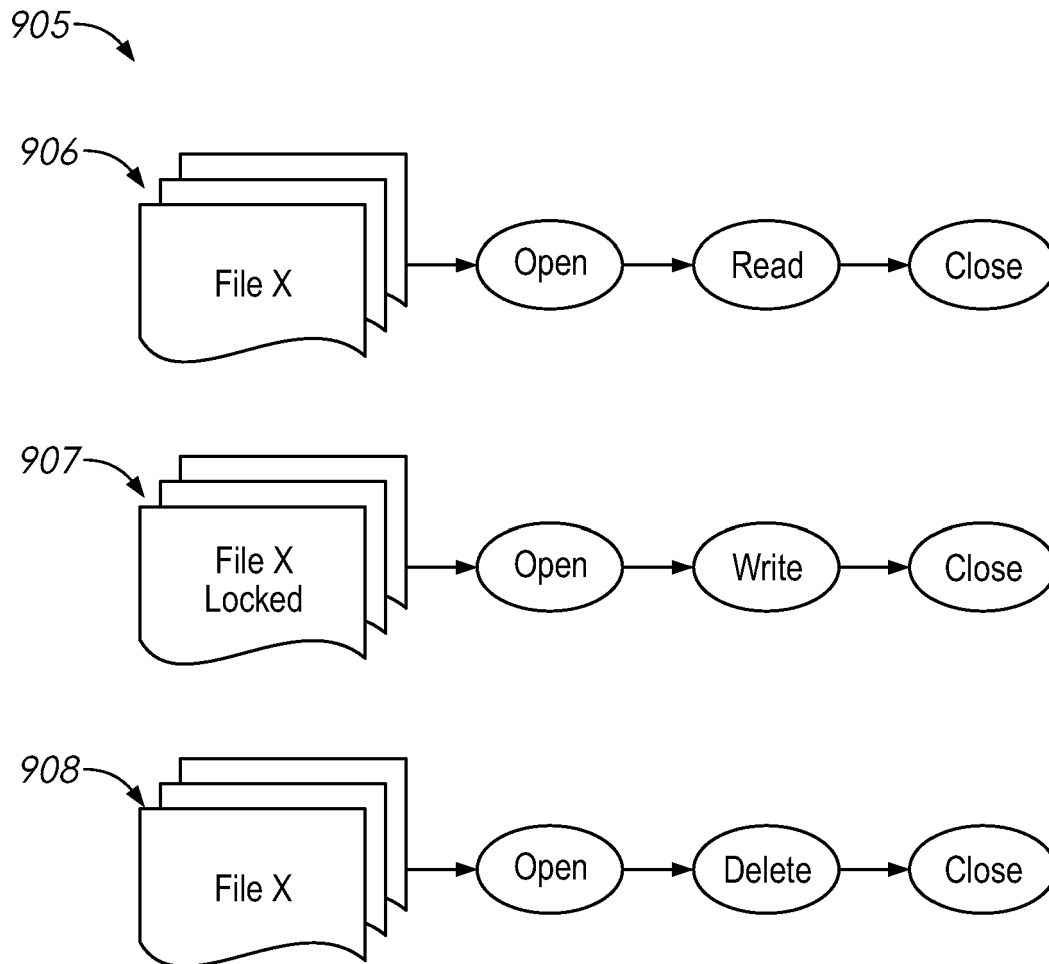 905
906
File X
Open
Read
Close
907
File X
Locked
Open
Write
Close
908
File X
Open
Delete
Close